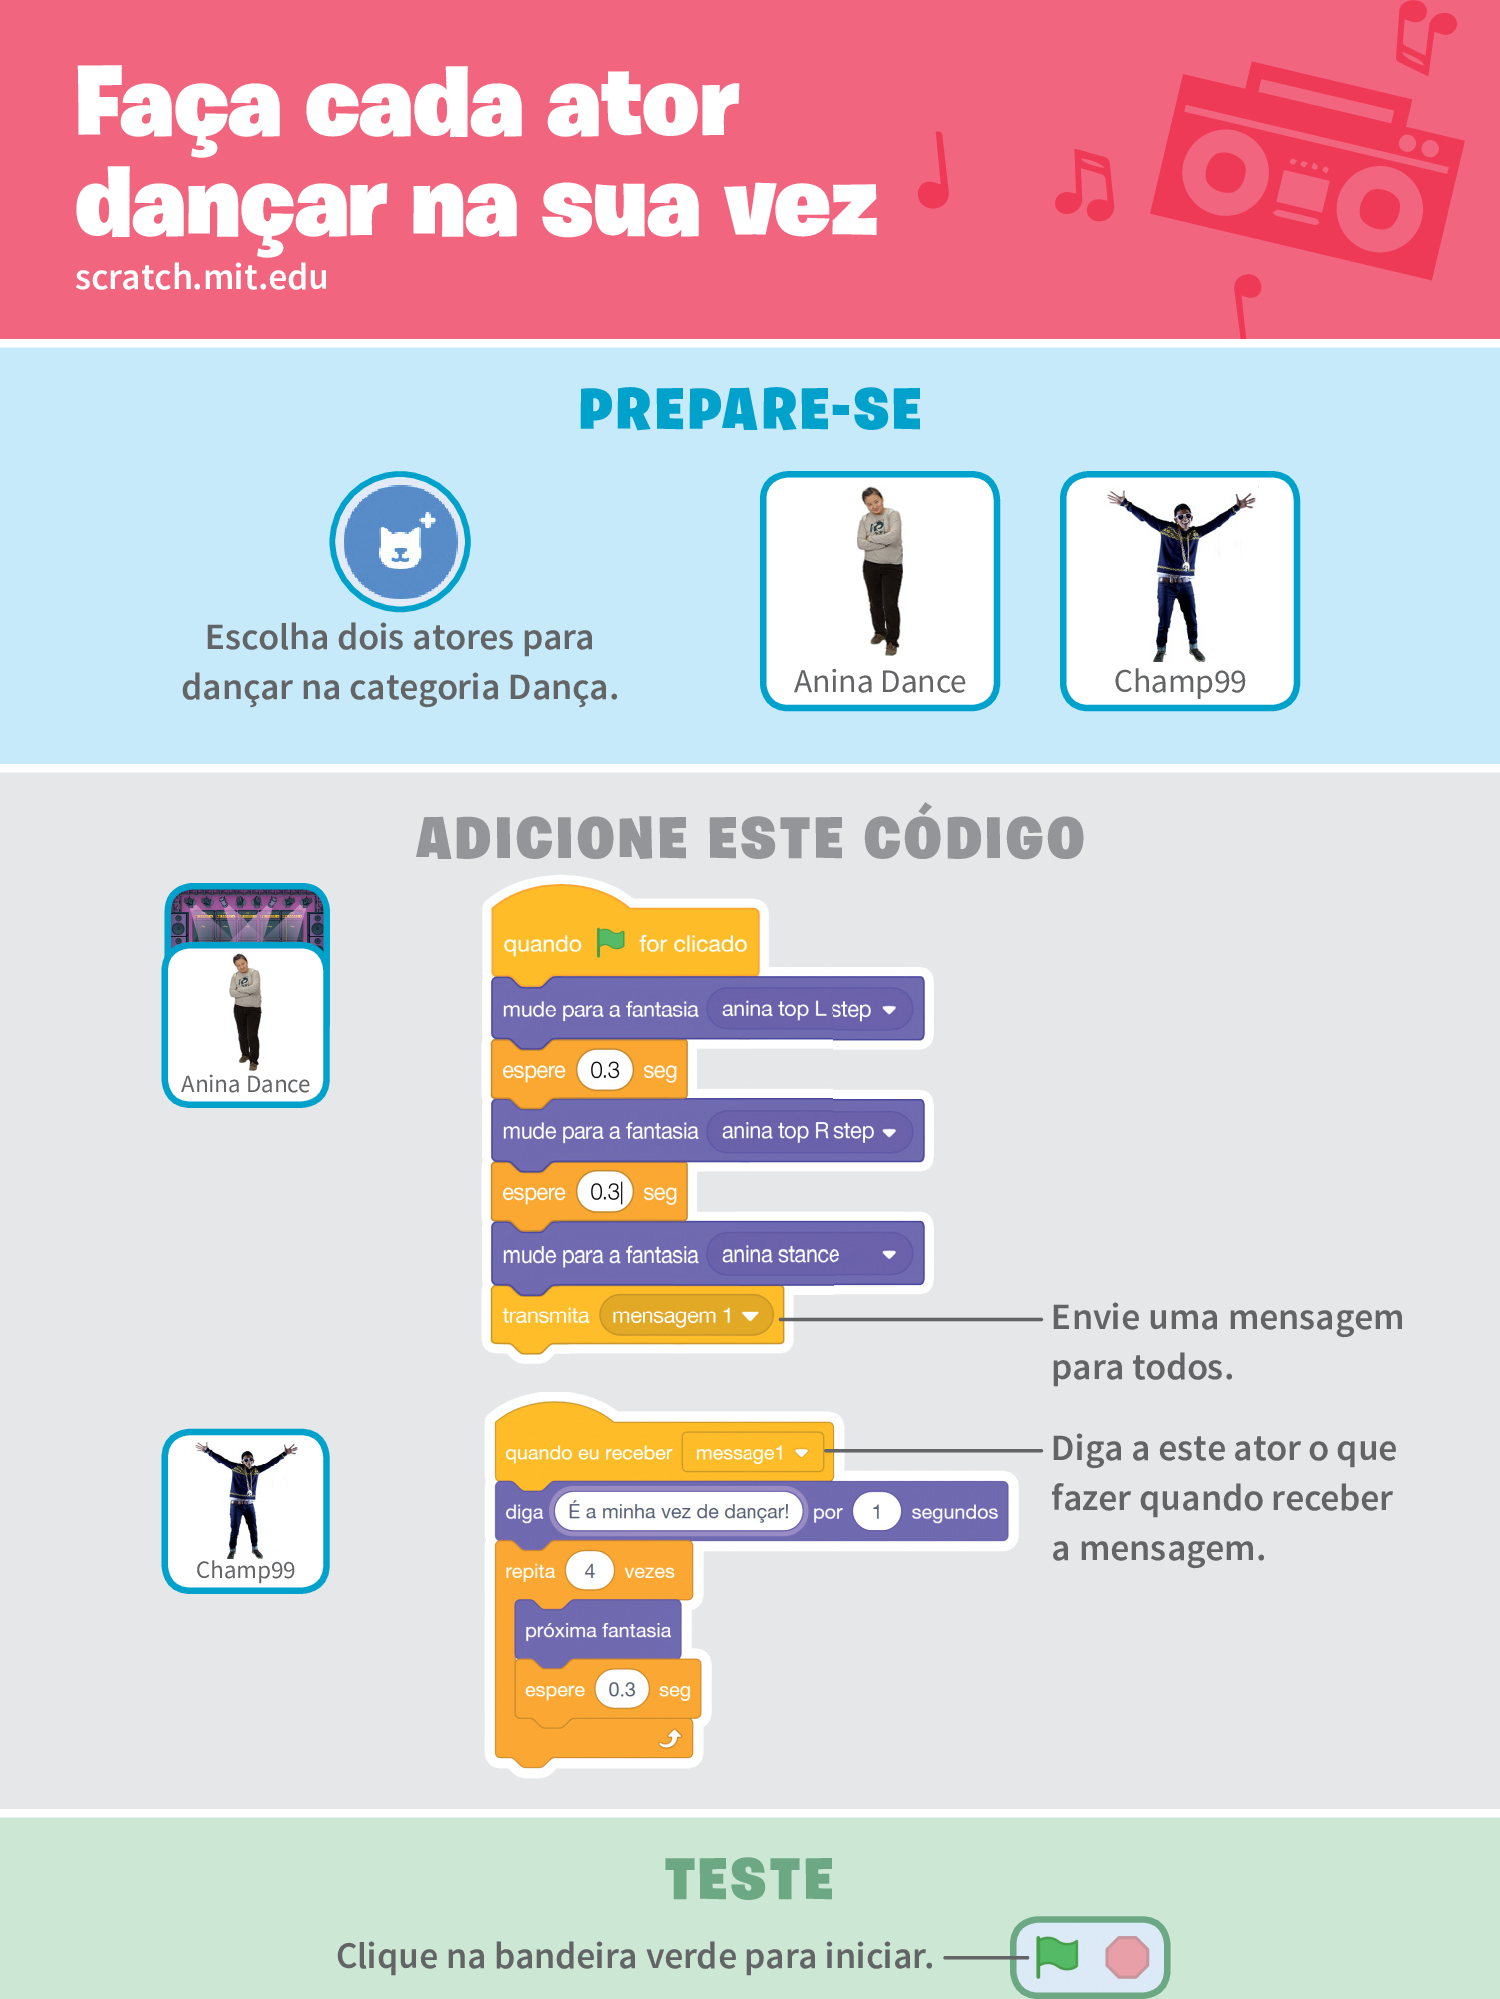 Faça cada ator
dançar na sua vez
scratch.mit.edu
PREPARE-SE
Escolha dois atores para
dançar na categoria Dança.
Anina Dance
Champ99
ADICIONE ESTE CÓDIGO
Anina Dance
quando for clicado
mude para a fantasia anina top L step
espere 0.3 seg
mude para a fantasia anina top R step
espere 0.3 seg
mude para a fantasia anina stance
transmita mensagem 1
Envie uma mensagem
para todos.
Champ99
quando eu receber message1
diga É a minha vez de dançar! por 1 segundos
repita 4 vezes
próxima fantasia
espere 0.3 seg
Diga a este ator o que
fazer quando receber
a mensagem.
TESTE
Clique na bandeira verde para iniciar.